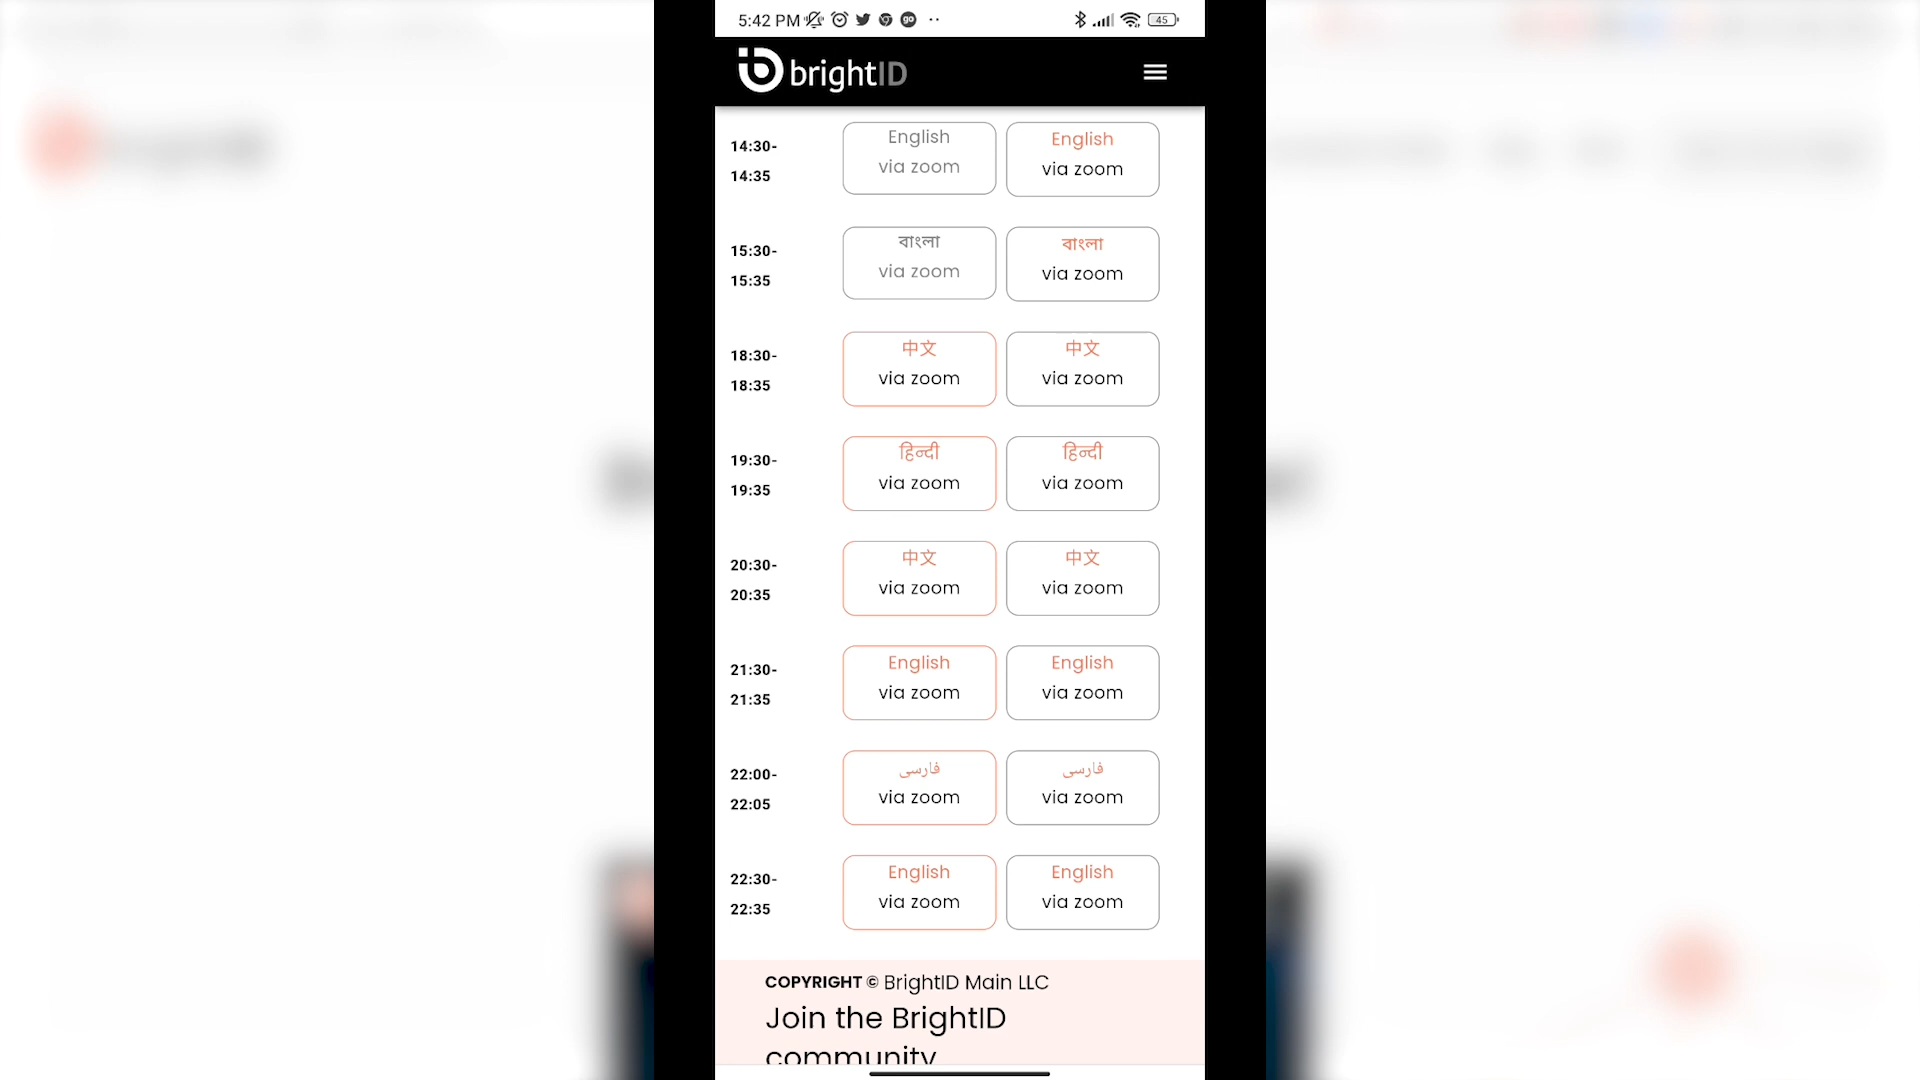 5:42 PM
45
brightID
14:30-
14:35
English
via zoom
English
via zoom
15:30-
15:35
বাংলা
via zoom
বাংলা
via zoom
18:30-
18:35
中文
via zoom
中文
via zoom
19:30-
19:35
हिन्दी
via zoom
हिन्दी
via zoom
20:30-
20:35
中文
via zoom
中文
via zoom
21:30-
21:35
English
via zoom
English
via zoom
22:00-
22:05
فارسی
via zoom
فارسی
via zoom
22:30-
22:35
English
via zoom
English
via zoom
COPYRIGHT © BrightID Main LLC
Join the BrightID
community